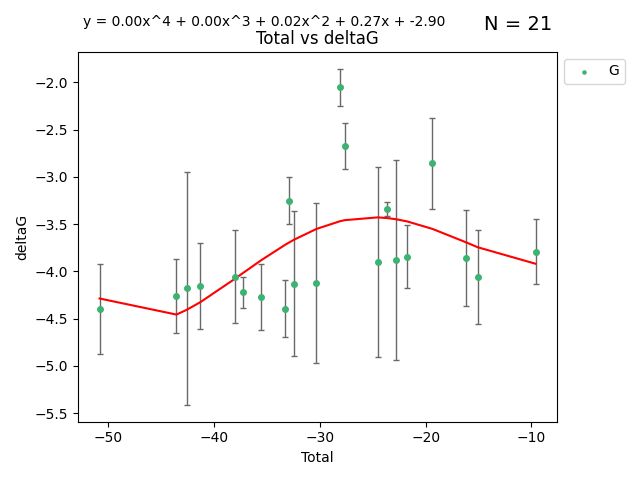 y = 0.00x^4 + 0.00x^3 + 0.02x^2 + 0.27x + -2.90
N = 21
Total vs deltaG
G
−2.0
−2.5
−3.0
−3.5
−4.0
−4.5
−5.0
−5.5
deltaG
−50 −40 −30 −20 −10
Total